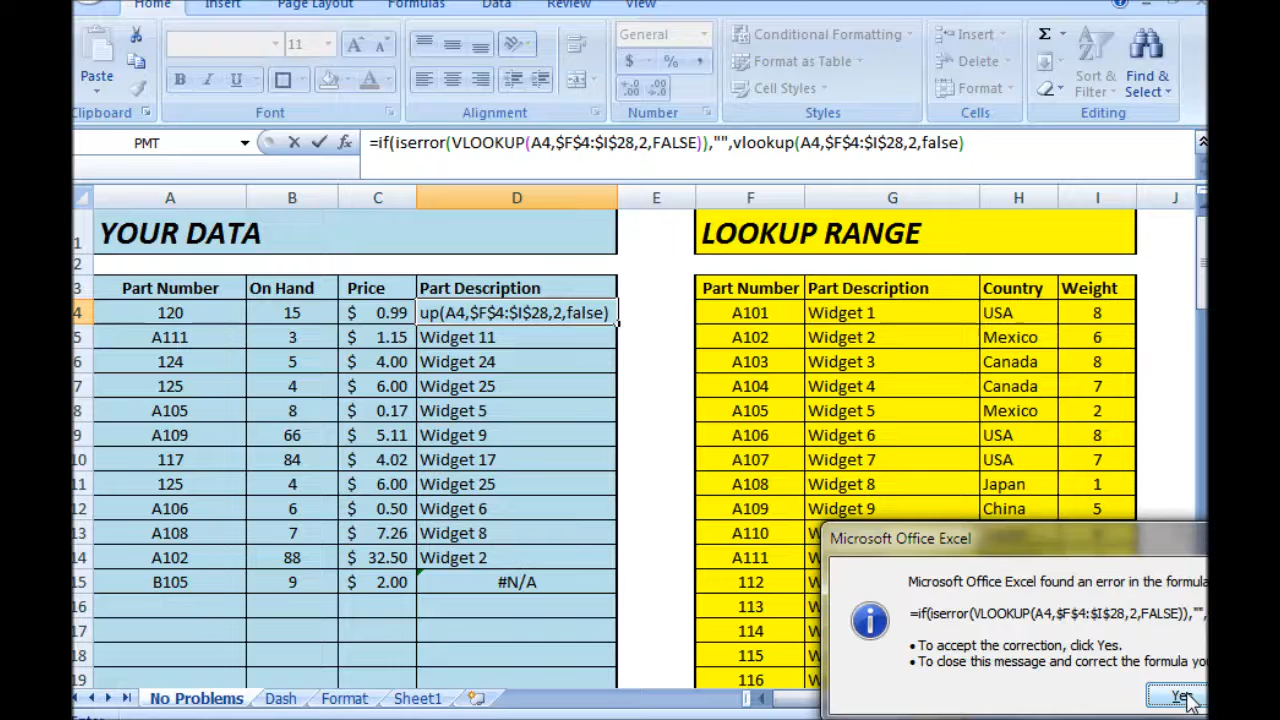 Home Insert Page Layout Formulas Data Review View
11 General
Paste
B I U $ % ,
Conditional Formatting
Format as Table
Cell Styles
Insert
Delete
Format
Σ
Sort & Filter
Find & Select
Clipboard Font Alignment Number Styles Cells Editing
PMT fx =if(iserror(VLOOKUP(A4,$F$4:$I$28,2,FALSE)),"",vlookup(A4,$F$4:$I$28,2,false)
A B C D E F G H I J
1 YOUR DATA LOOKUP RANGE
2
3 Part Number On Hand Price Part Description Part Number Part Description Country Weight
4 120 15 $ 0.99 up(A4,$F$4:$I$28,2,false) A101 Widget 1 USA 8
5 A111 3 $ 1.15 Widget 11 A102 Widget 2 Mexico 6
6 124 5 $ 4.00 Widget 24 A103 Widget 3 Canada 8
7 125 4 $ 6.00 Widget 25 A104 Widget 4 Canada 7
8 A105 8 $ 0.17 Widget 5 A105 Widget 5 Mexico 2
9 A109 66 $ 5.11 Widget 9 A106 Widget 6 USA 8
10 117 84 $ 4.02 Widget 17 A107 Widget 7 USA 7
11 125 4 $ 6.00 Widget 25 A108 Widget 8 Japan 1
12 A106 6 $ 0.50 Widget 6 A109 Widget 9 China 5
13 A108 7 $ 7.26 Widget 8 A110
14 A102 88 $ 32.50 Widget 2 A111
15 B105 9 $ 2.00 #N/A 112
16 113
17 114
18 115
19 116
Microsoft Office Excel
Microsoft Office Excel found an error in the formula
=if(iserror(VLOOKUP(A4,$F$4:$I$28,2,FALSE)),"",
• To accept the correction, click Yes.
• To close this message and correct the formula
Yes
No Problems Dash Format Sheet1